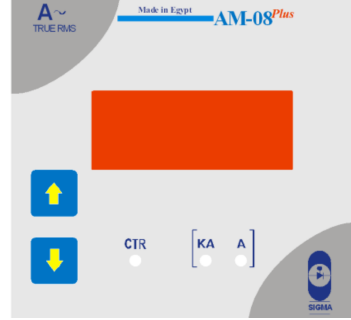 A~
TRUE RMS
Made in Egypt
AM-08Plus
CTR
KA A
SIGMA